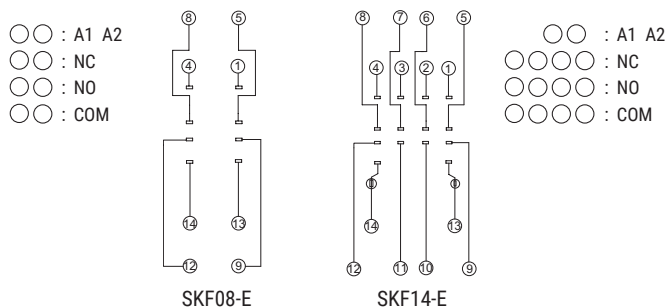 : A1 A2
: NC
: NO
: COM
8 5
4 1
14 13
12 9
SKF08-E
8 7 6 5
4 3 2 1
14 13
12 11 10 9
SKF14-E
: A1 A2
: NC
: NO
: COM